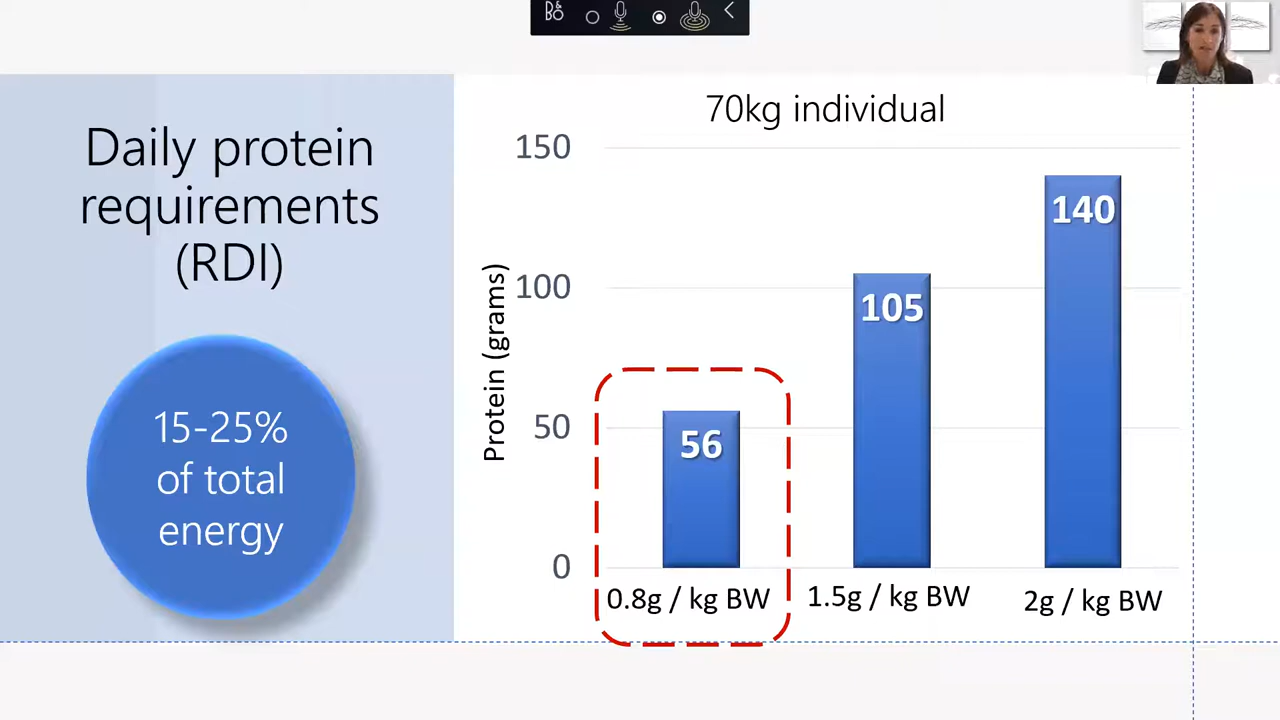 B&O
70kg individual
Daily protein
requirements
(RDI)
15-25%
of total
energy
Protein (grams)
150
100
50
0
56
105
140
0.8g / kg BW
1.5g / kg BW
2g / kg BW